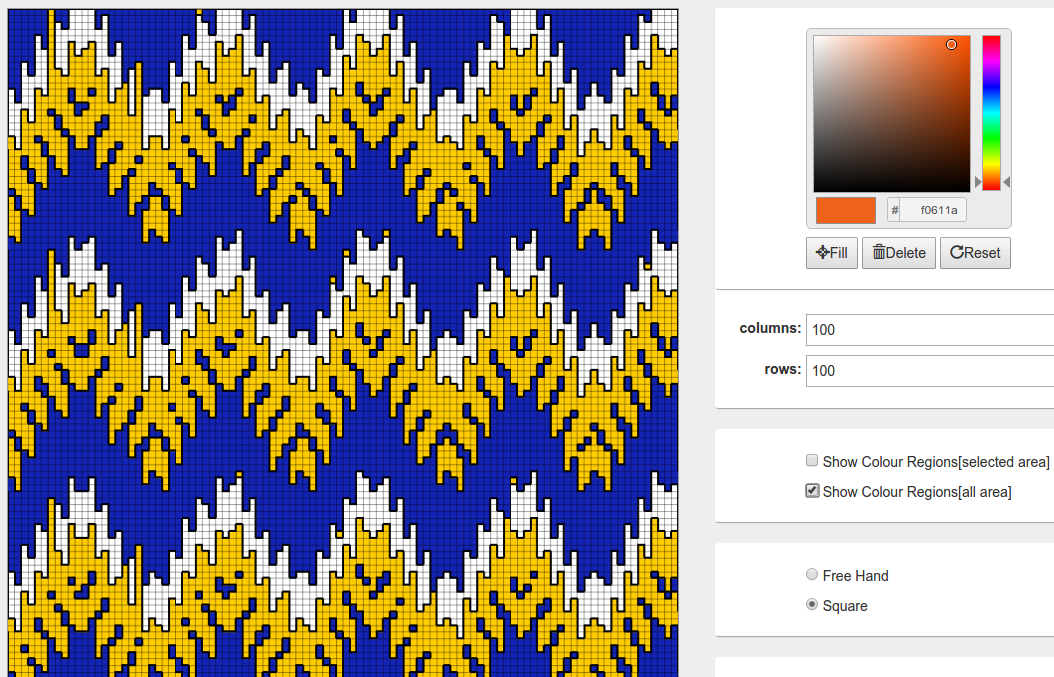 # f0611a
Fill Delete Reset
columns: 100
rows: 100
Show Colour Regions[selected area]
Show Colour Regions[all area]
Free Hand
Square